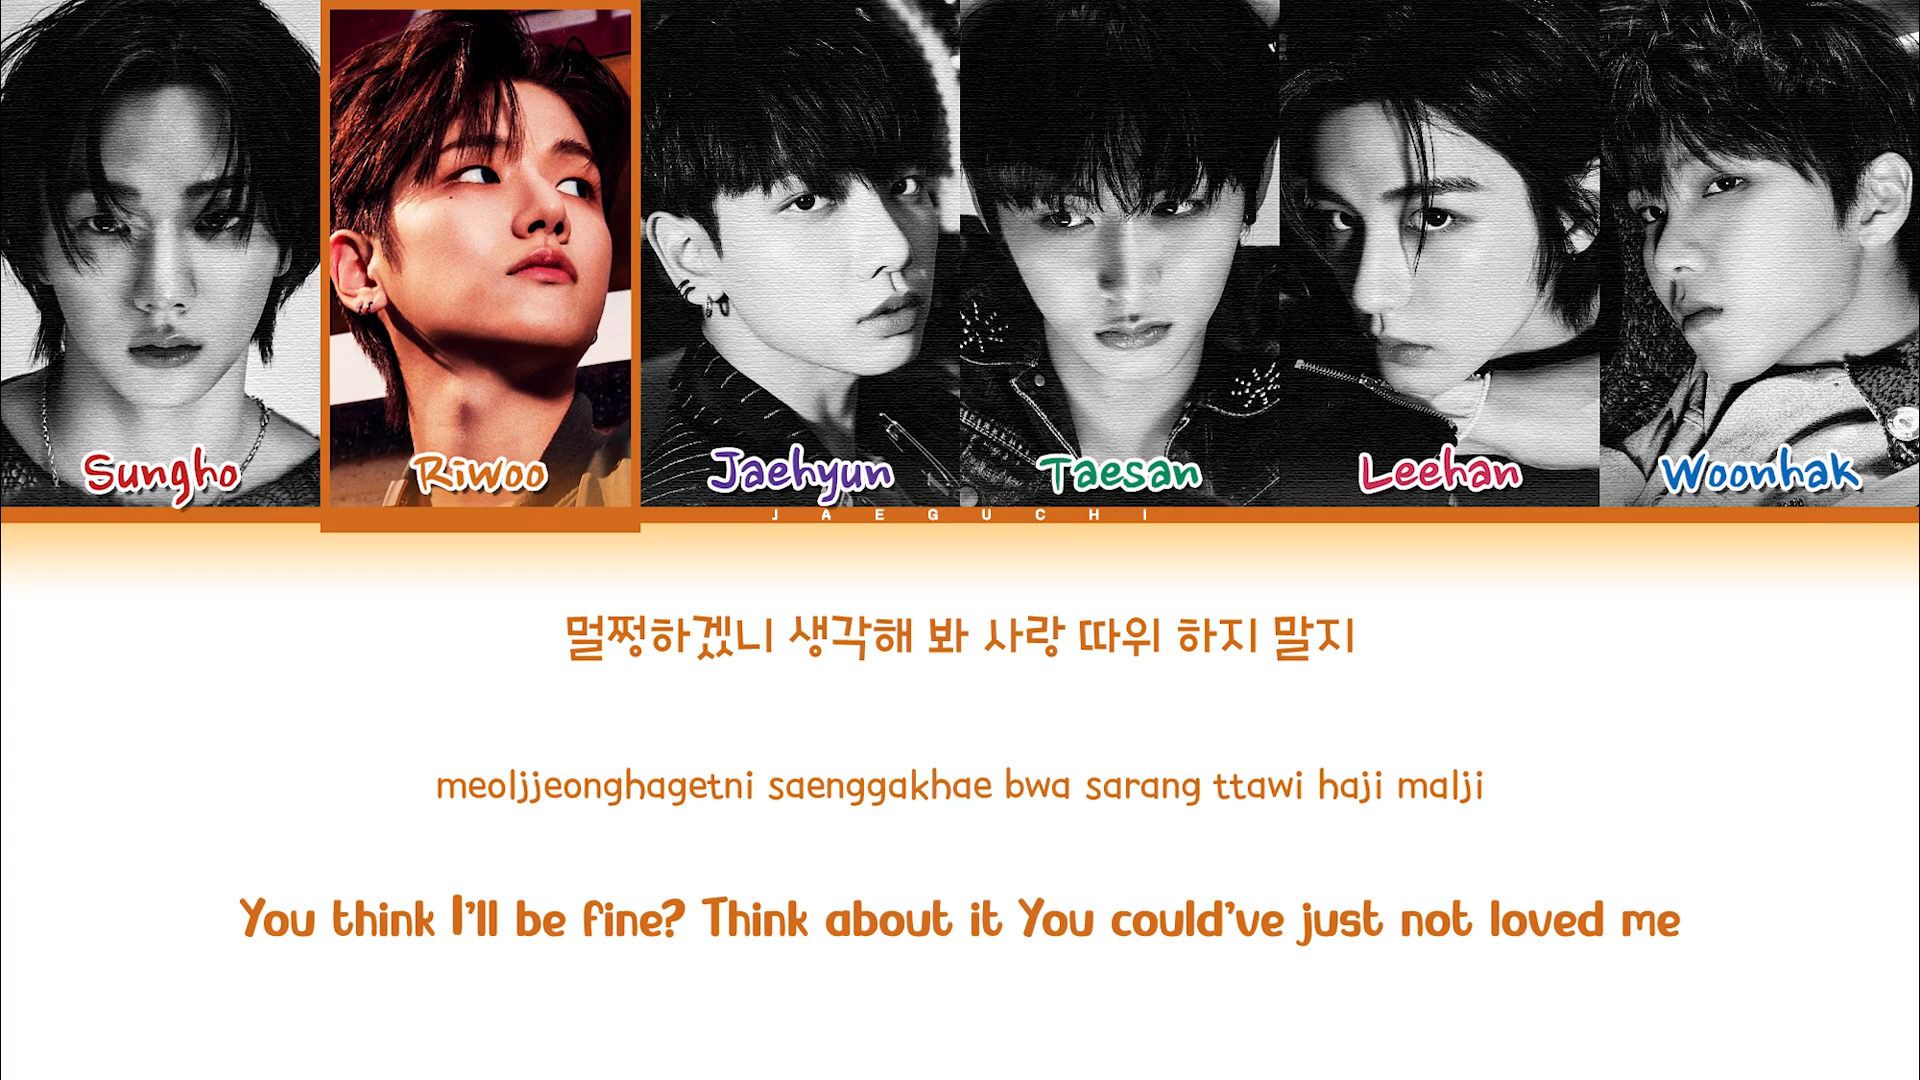 Sungho
Riwoo
Jaehyun
Taesan
Leehan
Woonhak
JAEGUCHI
멀쩡하겠니 생각해 봐 사랑 따위 하지 말지
meoljjeonghagetni saenggakhae bwa sarang ttawi haji malji
You think I'll be fine? Think about it You could've just not loved me